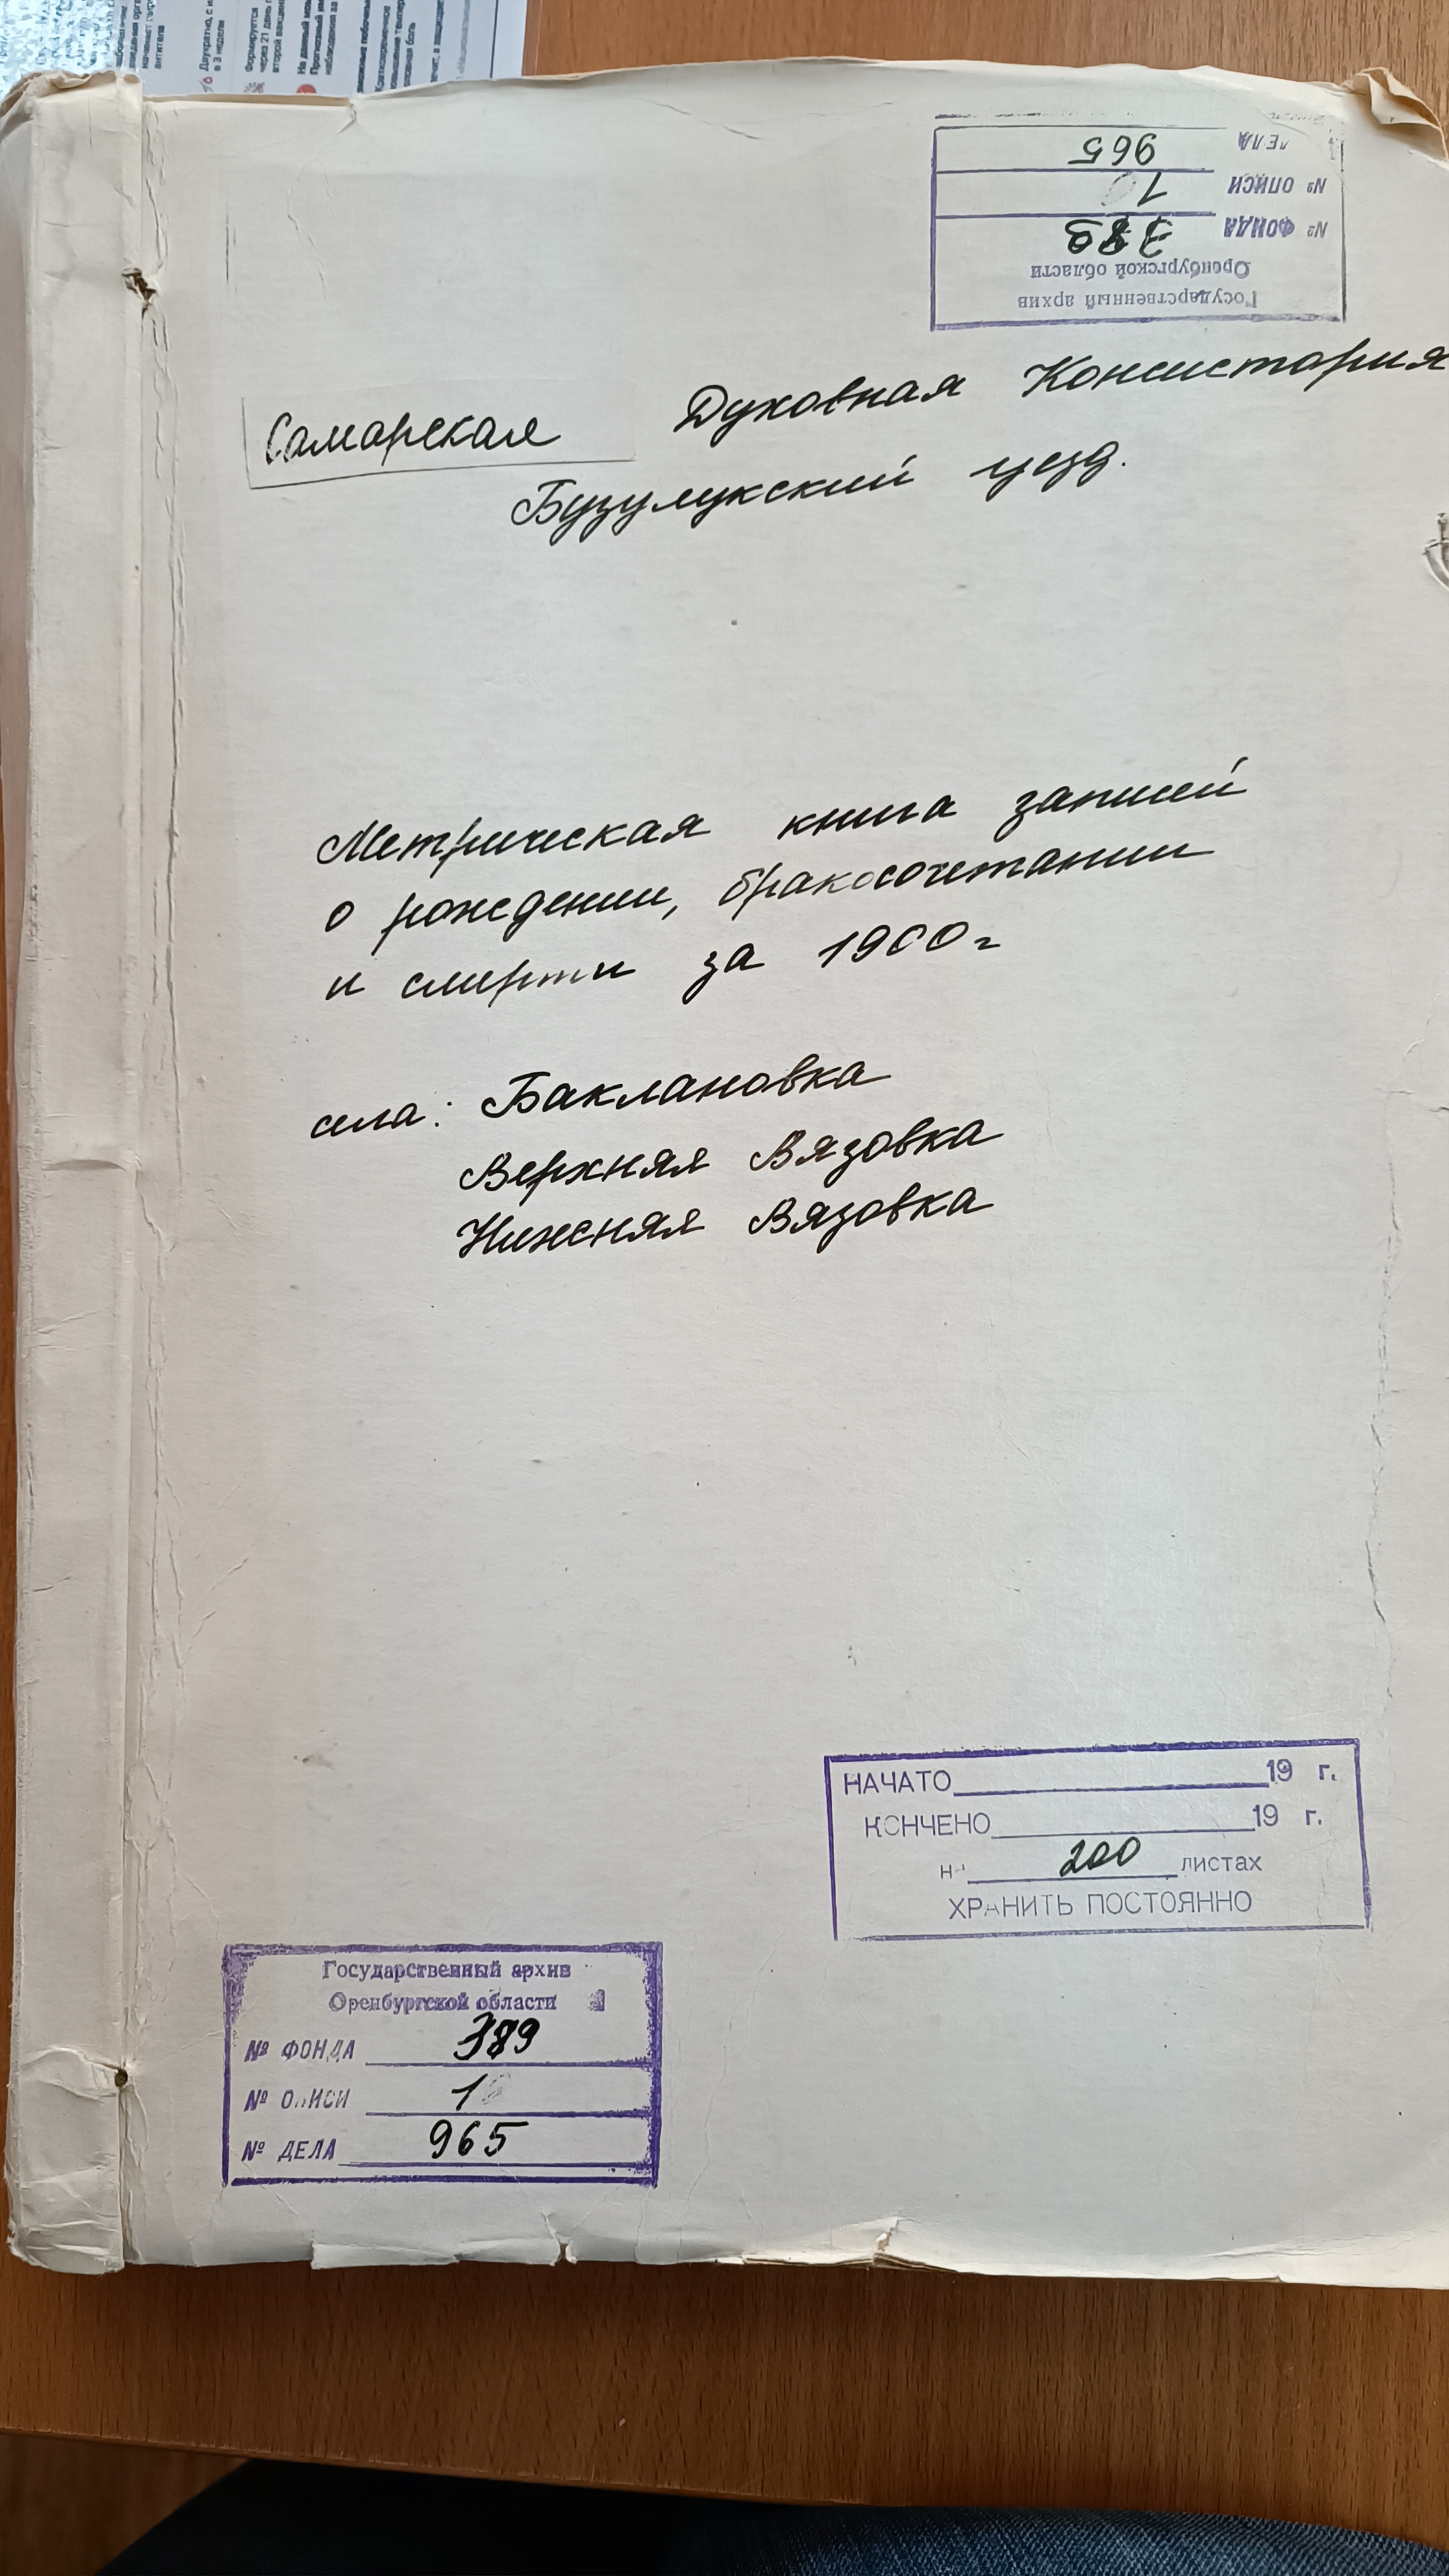 Государственный архив
Оренбургской области
№ ФОНДА 389
№ ОПИСИ 1
ДЕЛА 965
Самарская Духовная Консистория
Бузулукский уезд.
Метрическая книга записей
о рождении, бракосочетании
и смерти за 1900 г
села: Баклановка
Верхняя Вязовка
Нижняя Вязовка
НАЧАТО 19 г.
КОНЧЕНО 19 г.
на 200 листах
ХРАНИТЬ ПОСТОЯННО
Государственный архив
Оренбургской области
№ ФОНДА 389
№ ОПИСИ 1
№ ДЕЛА 965